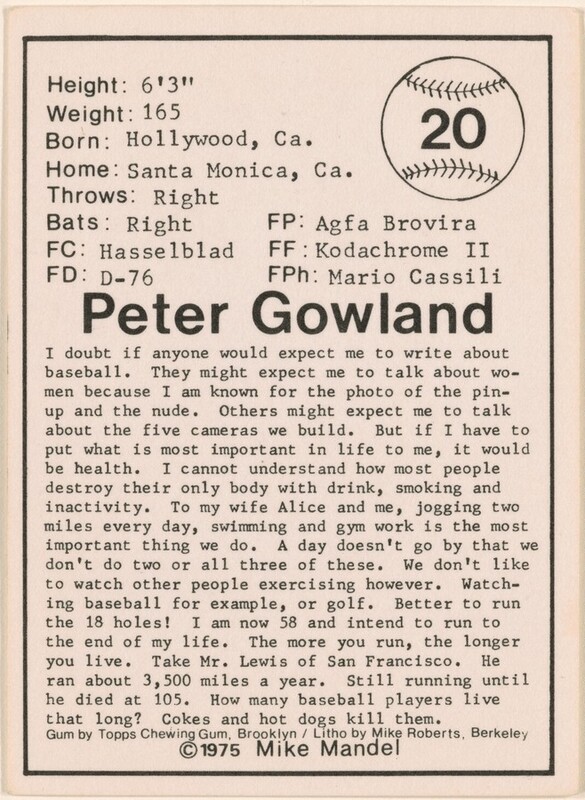 Height: 6'3"
Weight: 165
20
Born: Hollywood, Ca.
Home: Santa Monica, Ca.
Throws: Right
Bats: Right FP: Agfa Brovira
FC: Hasselblad FF: Kodachrome II
FD: D-76 FPh: Mario Cassili
Peter Gowland
I doubt if anyone would expect me to write about
baseball. They might expect me to talk about wo-
men because I am known for the photo of the pin-
up and the nude. Others might expect me to talk
about the five cameras we build. But if I have to
put what is most important in life to me, it would
be health. I cannot understand how most people
destroy their only body with drink, smoking and
inactivity. To my wife Alice and me, jogging two
miles every day, swimming and gym work is the most
important thing we do. A day doesn't go by that we
don't do two or all three of these. We don't like
to watch other people exercising however. Watch-
ing baseball for example, or golf. Better to run
the 18 holes! I am now 58 and intend to run to
the end of my life. The more you run, the longer
you live. Take Mr. Lewis of San Francisco. He
ran about 3,500 miles a year. Still running until
he died at 105. How many baseball players live
that long? Cokes and hot dogs kill them.
Gum by Topps Chewing Gum, Brooklyn / Litho by Mike Roberts, Berkeley
©1975 Mike Mandel